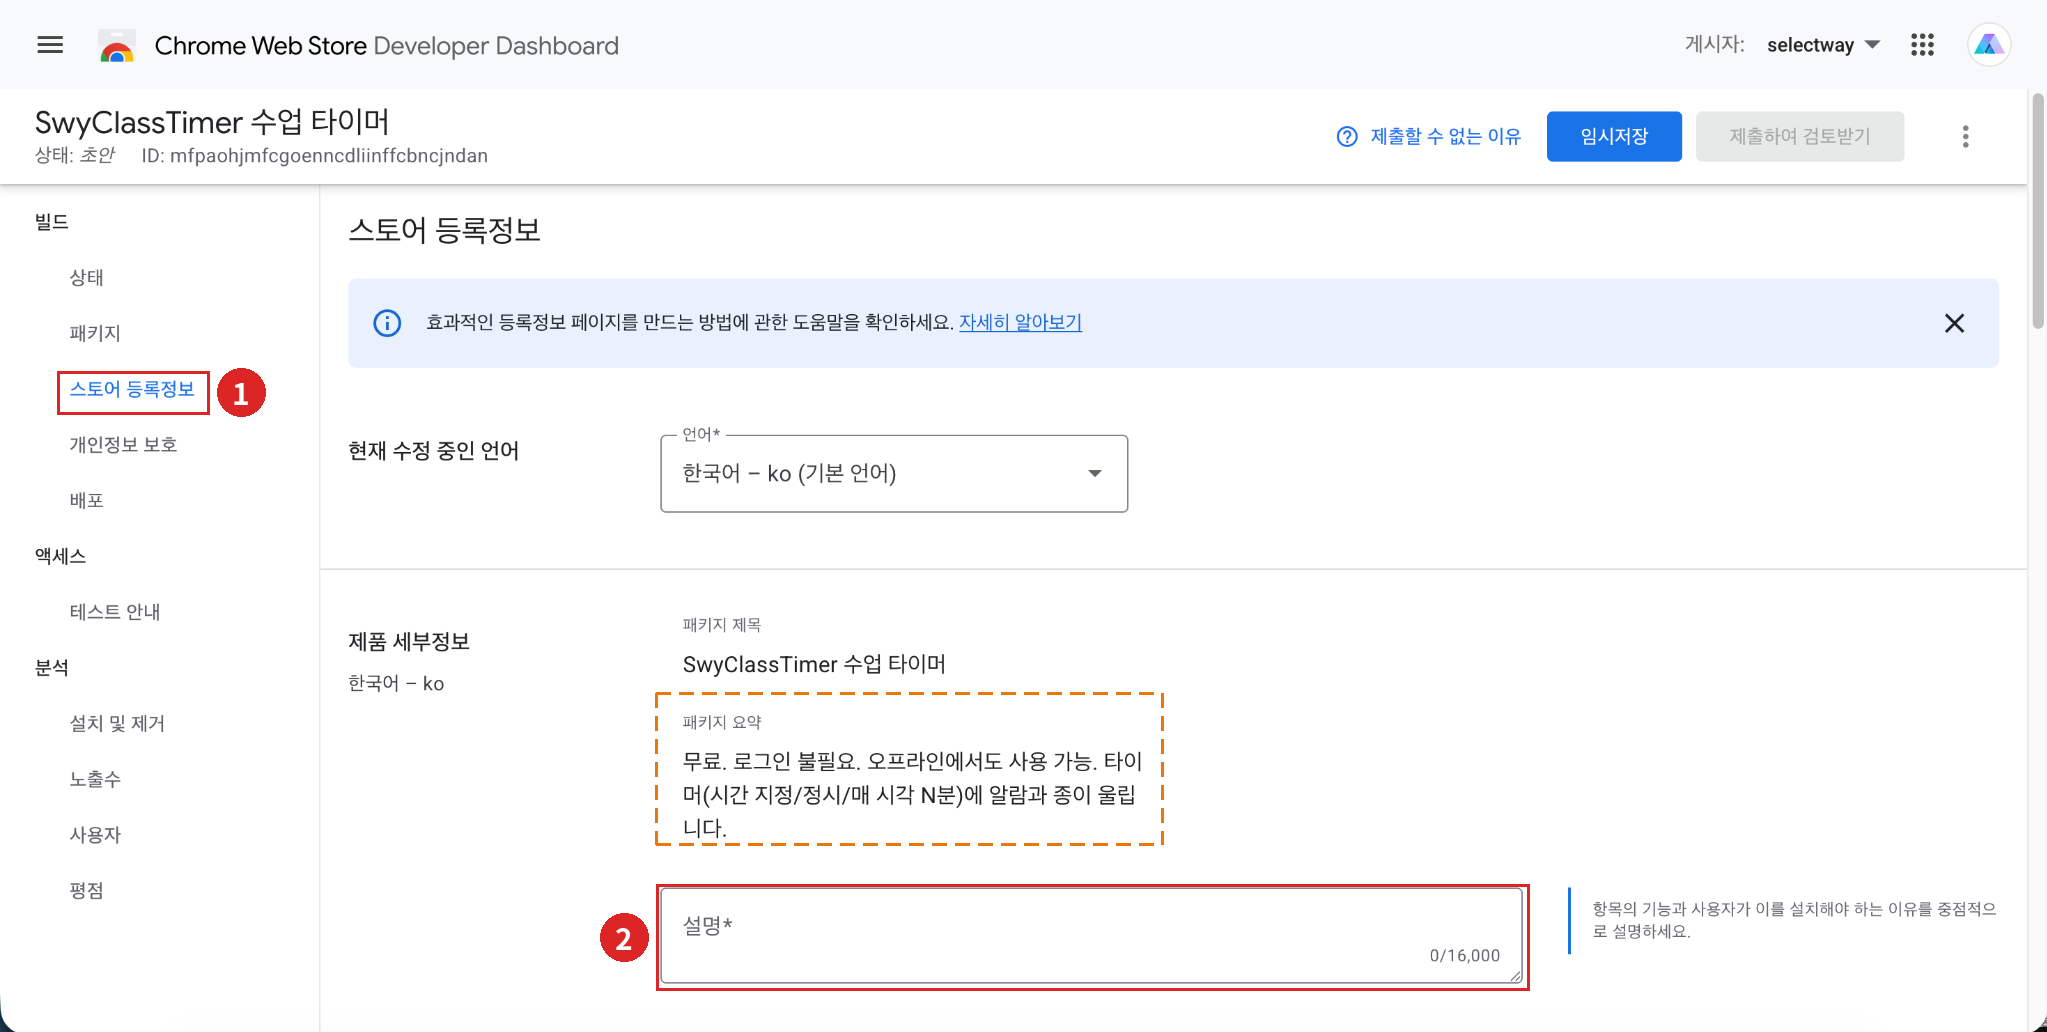 Chrome Web Store Developer Dashboard
게시자: selectway
SwyClassTimer 수업 타이머
상태: 초안 ID: mfpaohjmfcgoenncdliinffcbncjndan
제출할 수 없는 이유
임시저장
제출하여 검토받기
빌드
상태
패키지
스토어 등록정보
1
개인정보 보호
배포
액세스
테스트 안내
분석
설치 및 제거
노출수
사용자
평점
스토어 등록정보
효과적인 등록정보 페이지를 만드는 방법에 관한 도움말을 확인하세요. 자세히 알아보기
현재 수정 중인 언어
언어*
한국어 – ko (기본 언어)
제품 세부정보
한국어 – ko
패키지 제목
SwyClassTimer 수업 타이머
패키지 요약
무료. 로그인 불필요. 오프라인에서도 사용 가능. 타이
머(시간 지정/정시/매 시각 N분)에 알람과 종이 울립
니다.
2
설명*
0/16,000
항목의 기능과 사용자가 이를 설치해야 하는 이유를 중점적으
로 설명하세요.